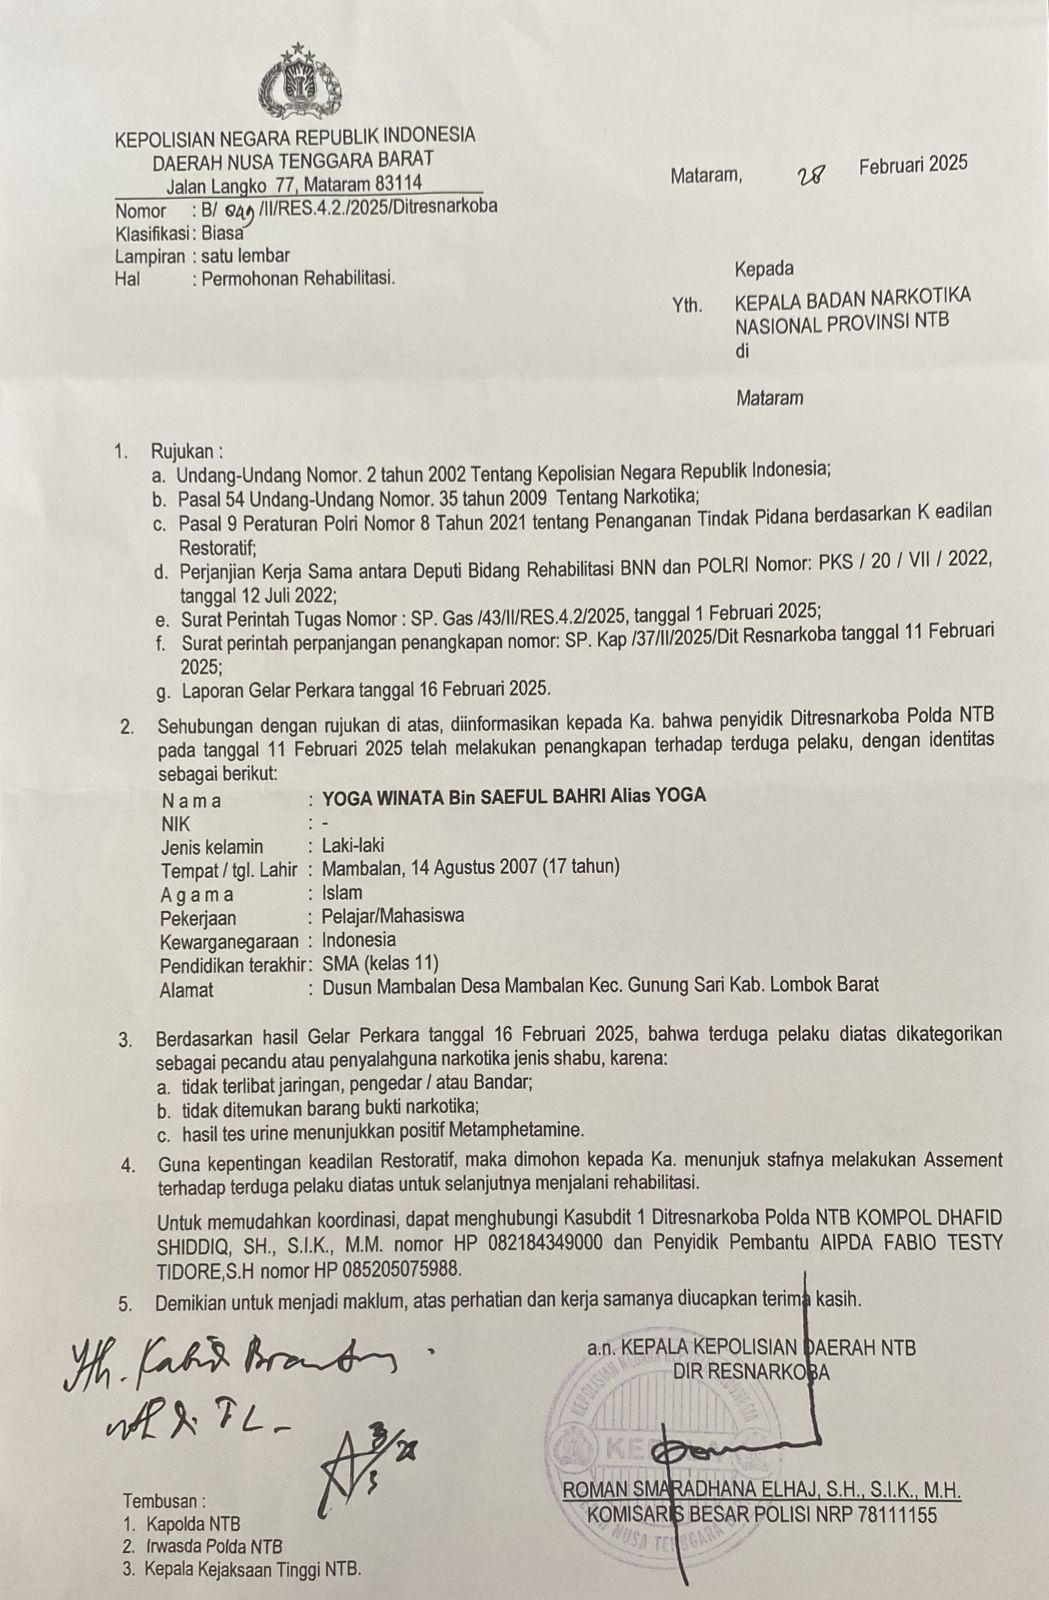 KEPOLISIAN NEGARA REPUBLIK INDONESIA
DAERAH NUSA TENGGARA BARAT
Jalan Langko 77, Mataram 83114
Mataram, 28 Februari 2025
Nomor : B/ 049 /II/RES.4.2./2025/Ditresnarkoba
Klasifikasi : Biasa
Lampiran : satu lembar
Hal : Permohonan Rehabilitasi.
Kepada
Yth. KEPALA BADAN NARKOTIKA
NASIONAL PROVINSI NTB
di
Mataram
1. Rujukan :
a. Undang-Undang Nomor. 2 tahun 2002 Tentang Kepolisian Negara Republik Indonesia;
b. Pasal 54 Undang-Undang Nomor. 35 tahun 2009 Tentang Narkotika;
c. Pasal 9 Peraturan Polri Nomor 8 Tahun 2021 tentang Penanganan Tindak Pidana berdasarkan K eadilan
Restoratif;
d. Perjanjian Kerja Sama antara Deputi Bidang Rehabilitasi BNN dan POLRI Nomor: PKS / 20 / VII / 2022,
tanggal 12 Juli 2022;
e. Surat Perintah Tugas Nomor : SP. Gas /43/II/RES.4.2/2025, tanggal 1 Februari 2025;
f. Surat perintah perpanjangan penangkapan nomor: SP. Kap /37/II/2025/Dit Resnarkoba tanggal 11 Februari
2025;
g. Laporan Gelar Perkara tanggal 16 Februari 2025.
2. Sehubungan dengan rujukan di atas, diinformasikan kepada Ka. bahwa penyidik Ditresnarkoba Polda NTB
pada tanggal 11 Februari 2025 telah melakukan penangkapan terhadap terduga pelaku, dengan identitas
sebagai berikut:
N a m a : YOGA WINATA Bin SAEFUL BAHRI Alias YOGA
NIK : -
Jenis kelamin : Laki-laki
Tempat / tgl. Lahir : Mambalan, 14 Agustus 2007 (17 tahun)
A g a m a : Islam
Pekerjaan : Pelajar/Mahasiswa
Kewarganegaraan : Indonesia
Pendidikan terakhir : SMA (kelas 11)
Alamat : Dusun Mambalan Desa Mambalan Kec. Gunung Sari Kab. Lombok Barat
3. Berdasarkan hasil Gelar Perkara tanggal 16 Februari 2025, bahwa terduga pelaku diatas dikategorikan
sebagai pecandu atau penyalahguna narkotika jenis shabu, karena:
a. tidak terlibat jaringan, pengedar / atau Bandar;
b. tidak ditemukan barang bukti narkotika;
c. hasil tes urine menunjukkan positif Metamphetamine.
4. Guna kepentingan keadilan Restoratif, maka dimohon kepada Ka. menunjuk stafnya melakukan Assement
terhadap terduga pelaku diatas untuk selanjutnya menjalani rehabilitasi.
Untuk memudahkan koordinasi, dapat menghubungi Kasubdit 1 Ditresnarkoba Polda NTB KOMPOL DHAFID
SHIDDIQ, SH., S.I.K., M.M. nomor HP 082184349000 dan Penyidik Pembantu AIPDA FABIO TESTY
TIDORE,S.H nomor HP 085205075988.
5. Demikian untuk menjadi maklum, atas perhatian dan kerja samanya diucapkan terima kasih.
Yth. Kabid
TL -
a.n. KEPALA KEPOLISIAN DAERAH NTB
DIR RESNARKOBA
ROMAN SMARADHANA ELHAJ, S.H., S.I.K., M.H.
KOMISARIS BESAR POLISI NRP 78111155
Tembusan :
1. Kapolda NTB
2. Irwasda Polda NTB
3. Kepala Kejaksaan Tinggi NTB.